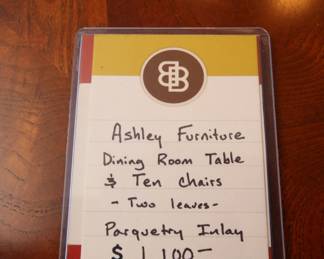 Ashley Furniture
Dining Room Table
& Ten Chairs
- Two leaves -
Parquetry Inlay
$ 1,100—